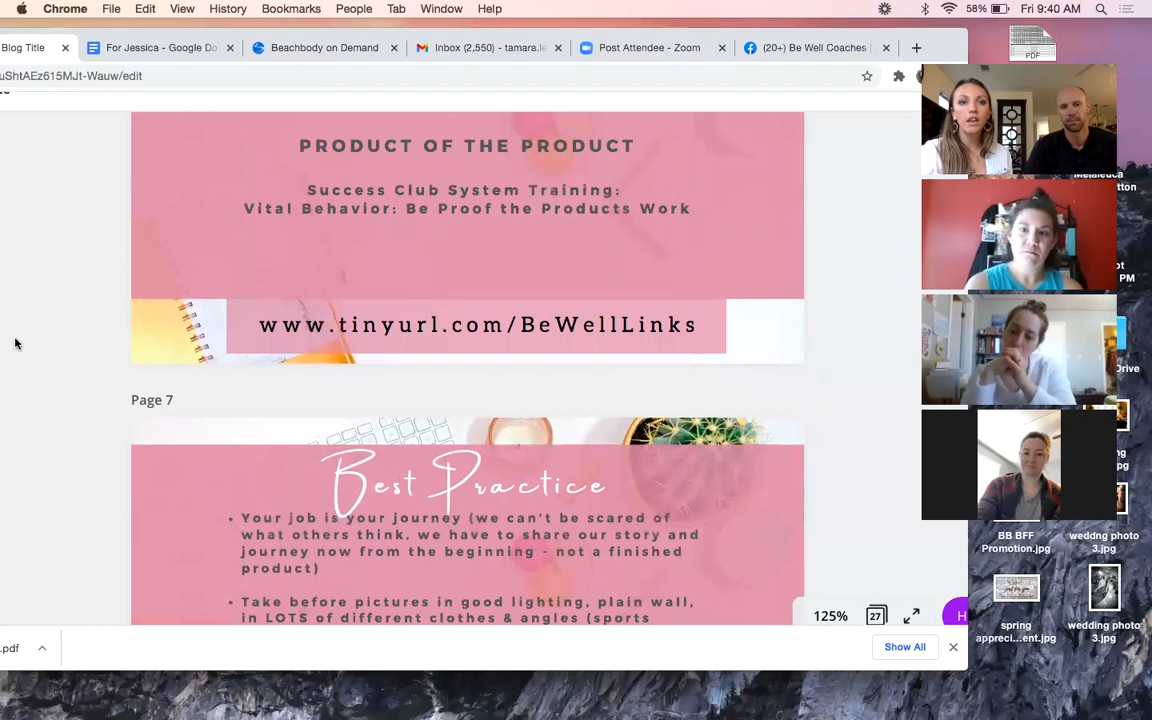 Chrome File Edit View History Bookmarks People Tab Window Help 58% Fri 9:40 AM
Blog Title For Jessica - Google Do Beachbody on Demand Inbox (2,550) - tamara.le Post Attendee - Zoom (20+) Be Well Coaches
uShtAEz615MJt-Wauw/edit
PDF
PRODUCT OF THE PRODUCT
Success Club System Training:
Vital Behavior: Be Proof the Products Work
www.tinyurl.com/BeWellLinks
Page 7
Best Practice
• Your job is your journey (we can't be scared of
what others think, we have to share our story and
journey now from the beginning - not a finished
product)
• Take before pictures in good lighting, plain wall,
in LOTS of different clothes & angles (sports
125% 27 H
.pdf Show All
PM
Drive
BB BFF
Promotion.jpg
weddng photo
3.jpg
spring
appreci...ent.jpg
wedding photo
3.jpg